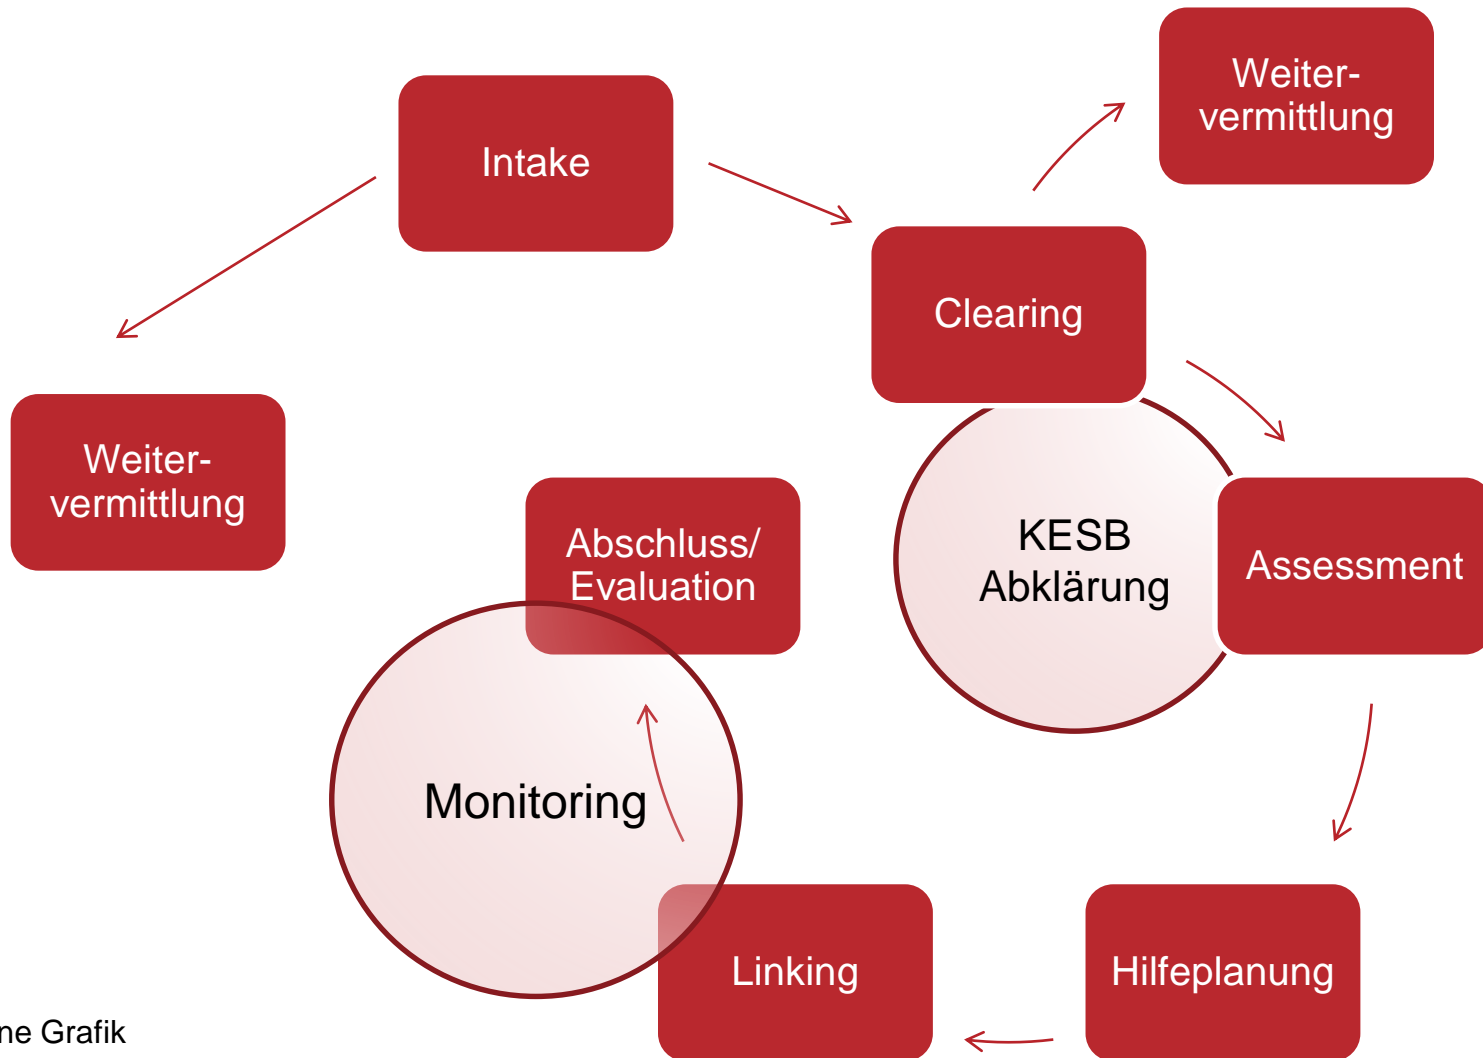 Weiter-
vermittlung
Intake
Clearing
Weiter-
vermittlung
Abschluss/
Evaluation
KESB
Abklärung
Assessment
Monitoring
Linking
Hilfeplanung
ne Grafik